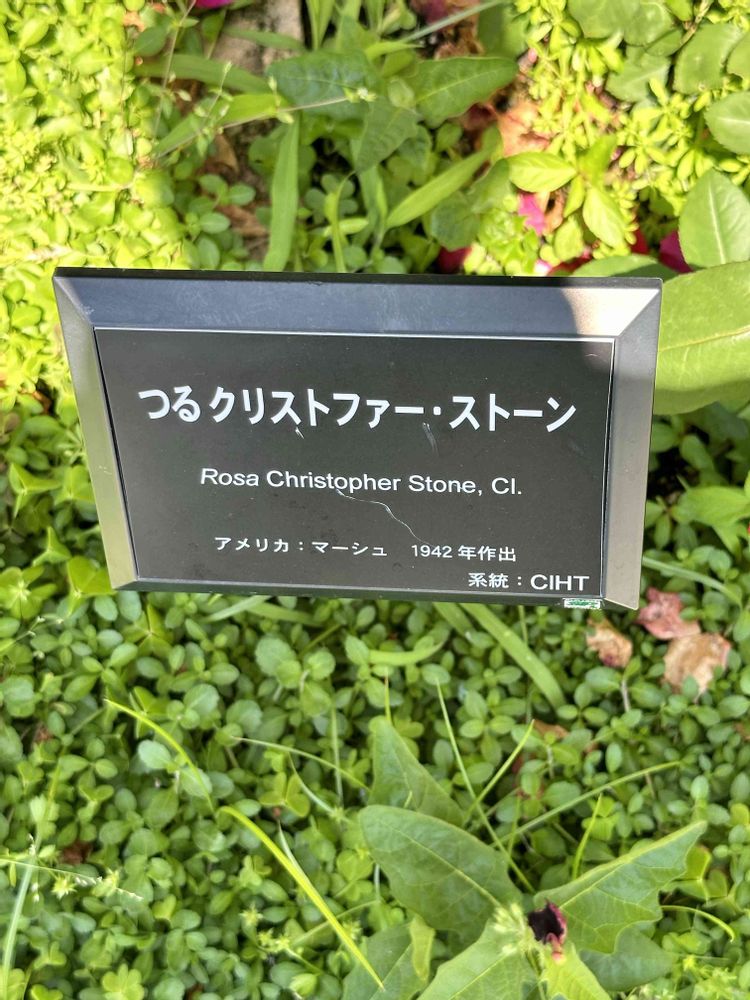 つるクリストファー・ストーン
Rosa Christopher Stone, Cl.
アメリカ：マーシュ　1942 年作出
系統：CIHT